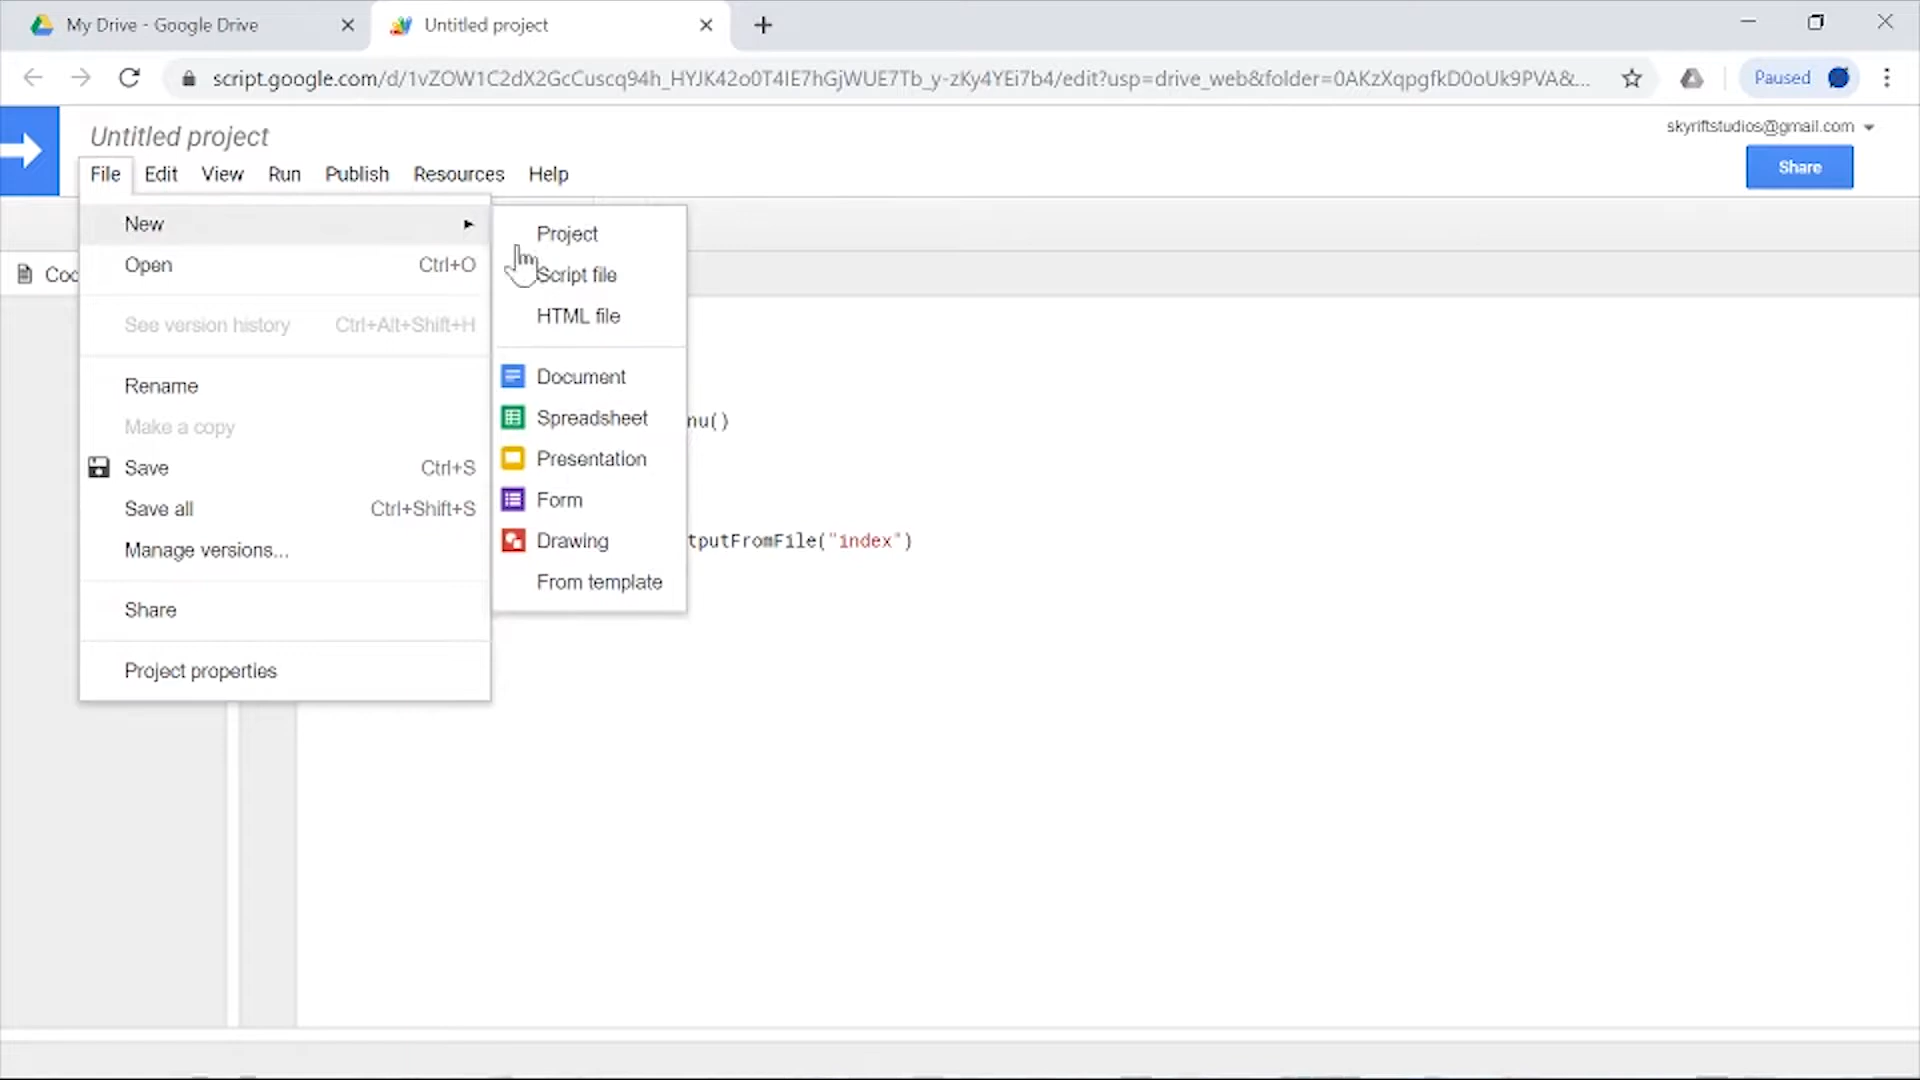 My Drive - Google Drive
Untitled project
script.google.com/d/1vZOW1C2dX2GcCuscq94h_HYJK42o0T4IE7hGjWUE7Tb_y-zKy4YEi7b4/edit?usp=drive_web&folder=0AKzXqpgfkD0oUk9PVA&...
Paused
Untitled project
skyriftstudios@gmail.com
File Edit View Run Publish Resources Help
Share
New
Project
Open Ctrl+O
Script file
Coc
See version history Ctrl+Alt+Shift+H
HTML file
Rename
Document
Make a copy
Spreadsheet
nu()
Save Ctrl+S
Presentation
Save all Ctrl+Shift+S
Form
Manage versions...
Drawing
tputFromFile("index")
From template
Share
Project properties